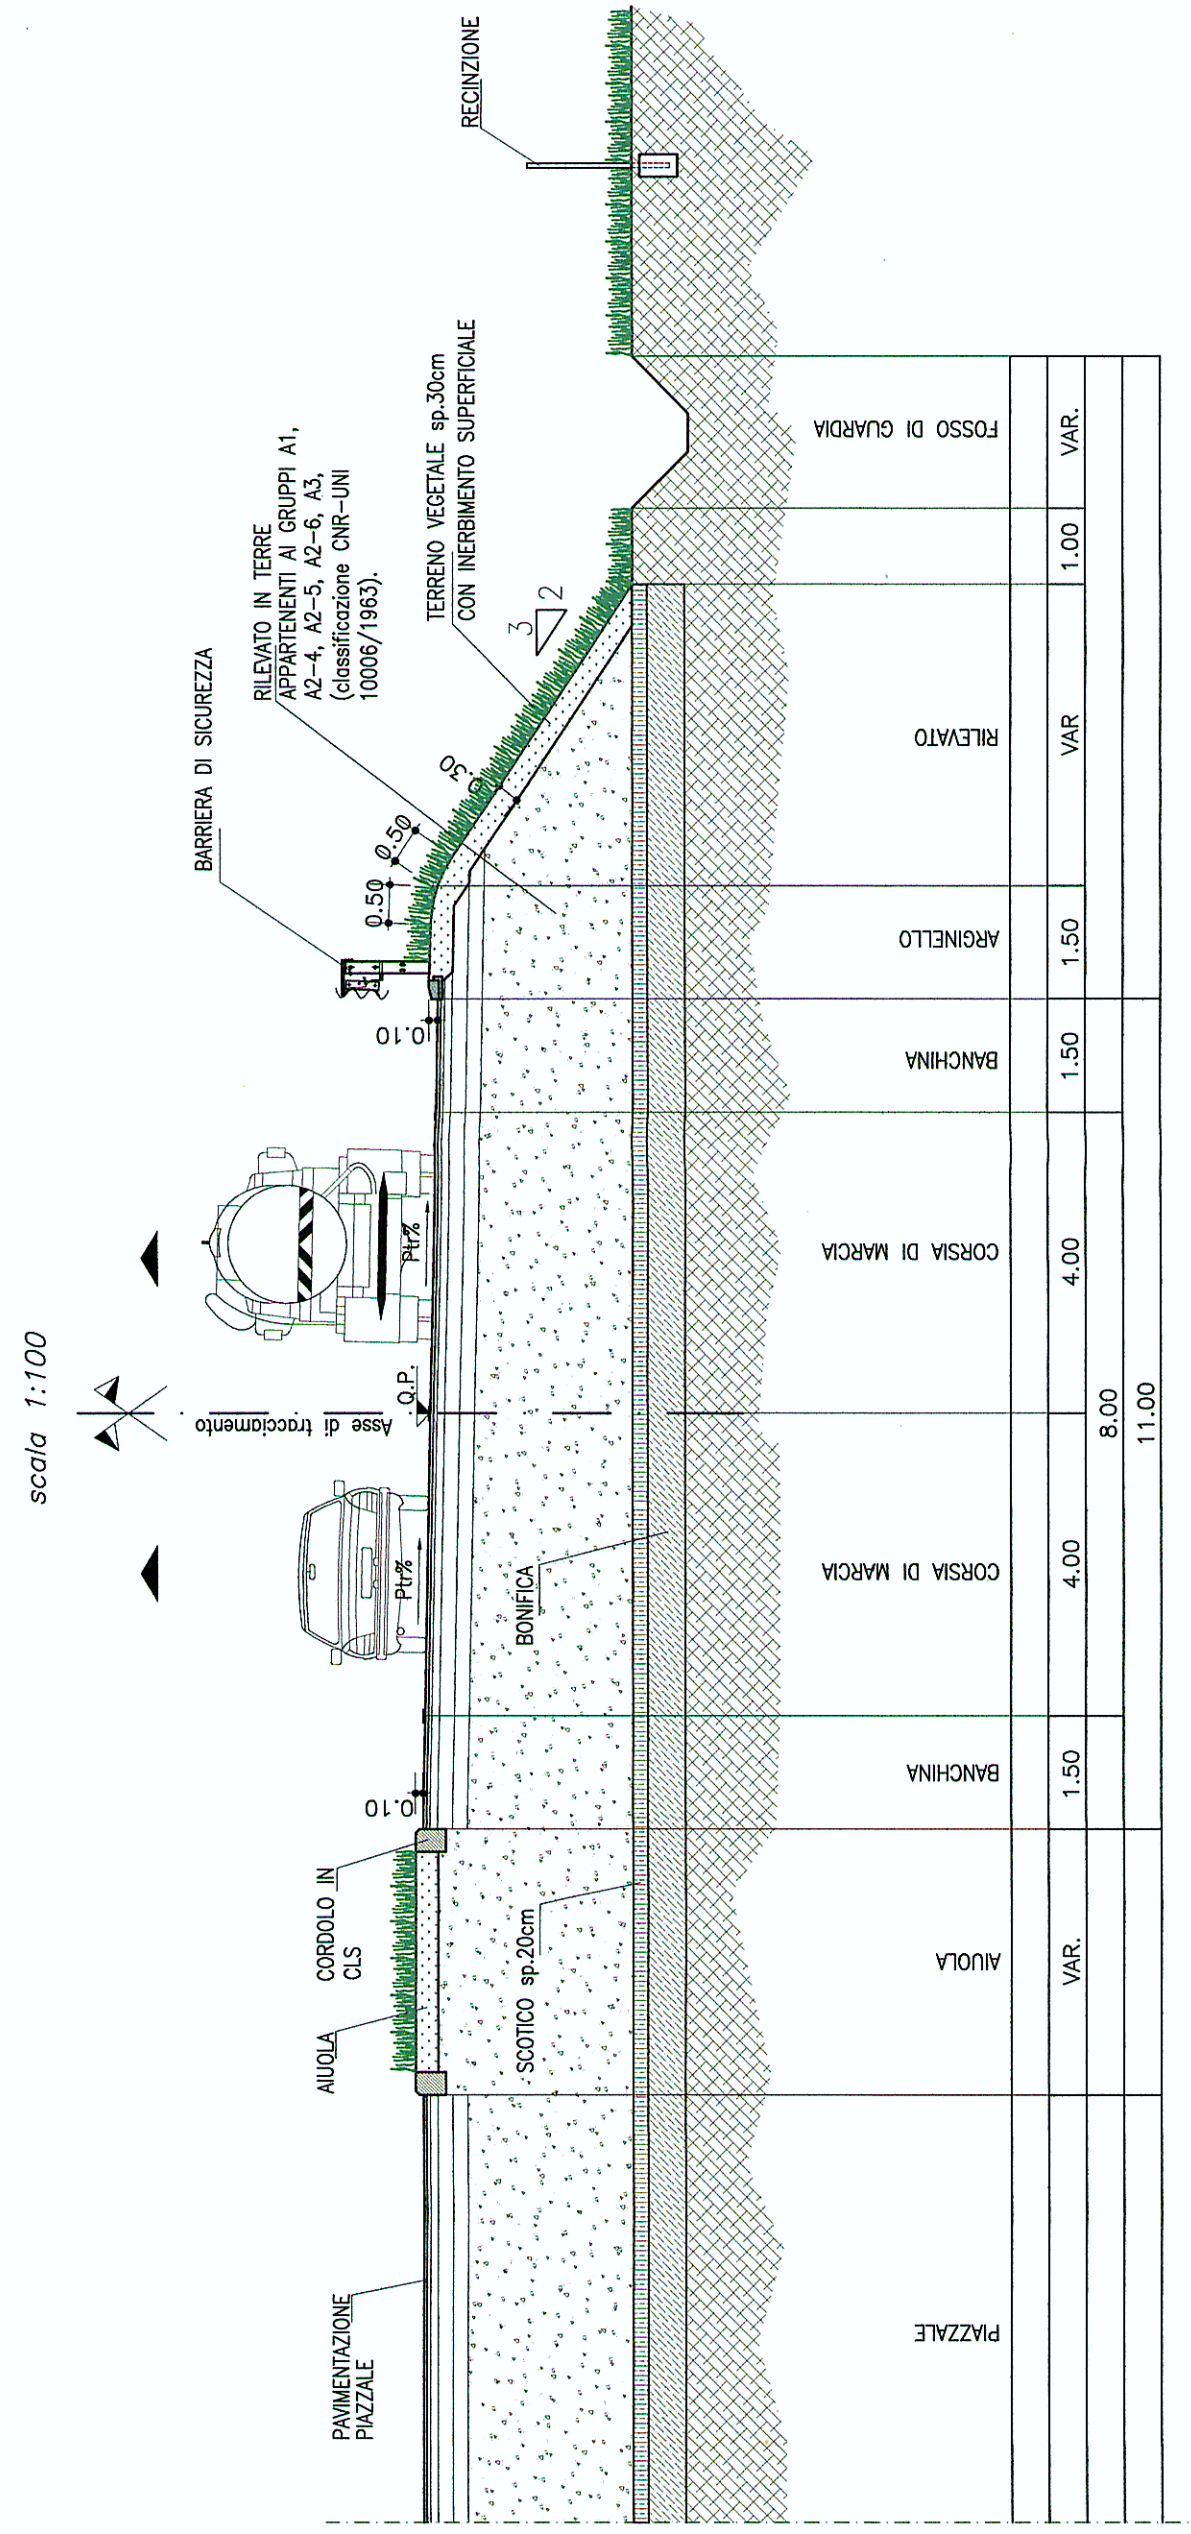 scala 1:100
Asse di tracciamento
Q.P.
Ptr%
Ptr%
PAVIMENTAZIONE
PIAZZALE
AIUOLA
CORDOLO IN
CLS
0.10
0.10
BARRIERA DI SICUREZZA
RILEVATO IN TERRE
APPARTENENTI AI GRUPPI A1,
A2-4, A2-5, A2-6, A3,
(classificazione CNR-UNI
10006/1963).
0.50
0.50
0.30
TERRENO VEGETALE sp.30cm
CON INERBIMENTO SUPERFICIALE
3
2
RECINZIONE
SCOTICO sp.20cm
BONIFICA
PIAZZALE
AIUOLA
BANCHINA
CORSIA DI MARCIA
CORSIA DI MARCIA
BANCHINA
ARGINELLO
RILEVATO
FOSSO DI GUARDIA
VAR.
1.50
4.00
4.00
1.50
1.50
VAR
1.00
VAR.
8.00
11.00